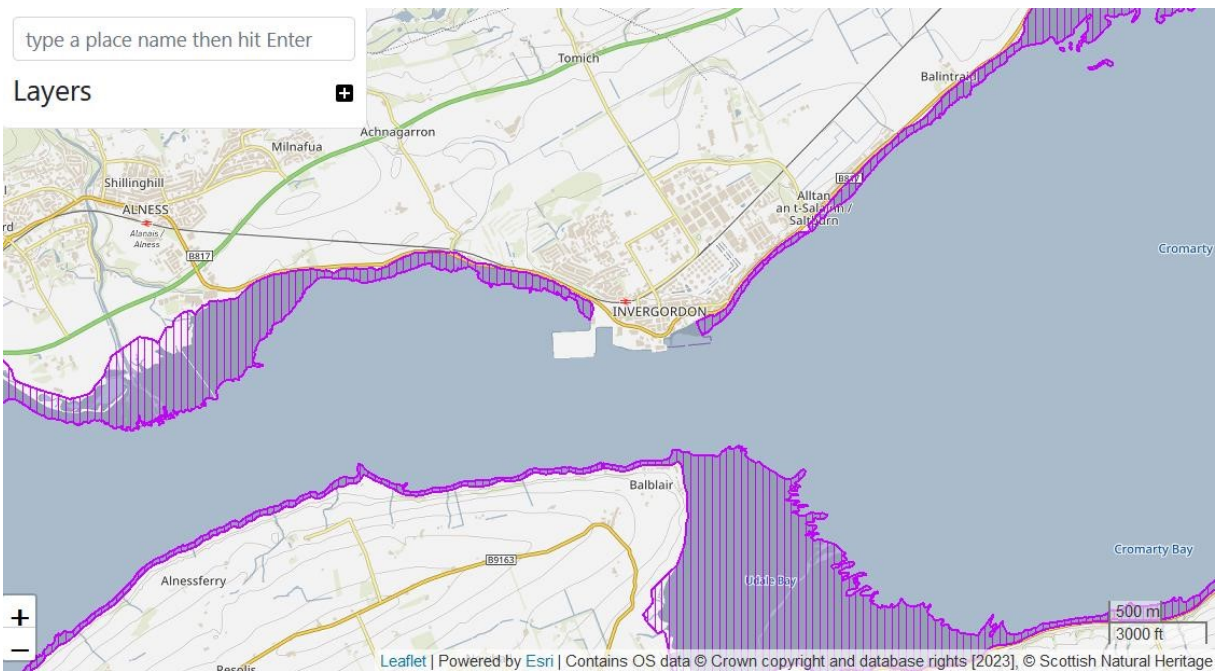 type a place name then hit Enter
Layers
Tomich
Balintraid
Achnagarron
Milnafua
Shillinghill
ALNESS
Alanais /
Alness
B817
B817
Alltan
an t-Salainn /
Saltburn
Cromarty
INVERGORDON
Balblair
B9163
Alnessferry
Udale Bay
Cromarty Bay
Resolis
+
−
500 m
3000 ft
Leaflet | Powered by Esri | Contains OS data © Crown copyright and database rights [2023], © Scottish Natural Heritage